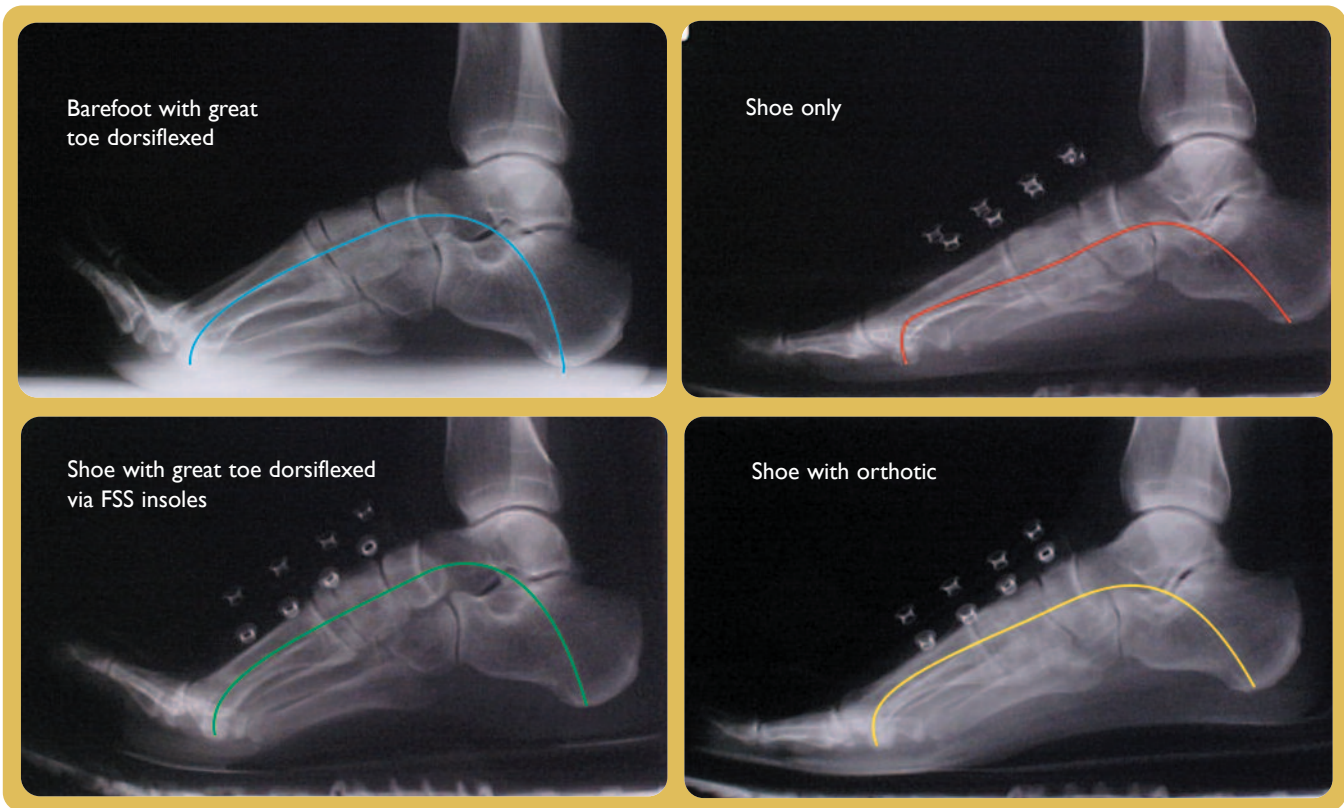 Barefoot with great
toe dorsiflexed
Shoe only
Shoe with great toe dorsiflexed
via FSS insoles
Shoe with orthotic